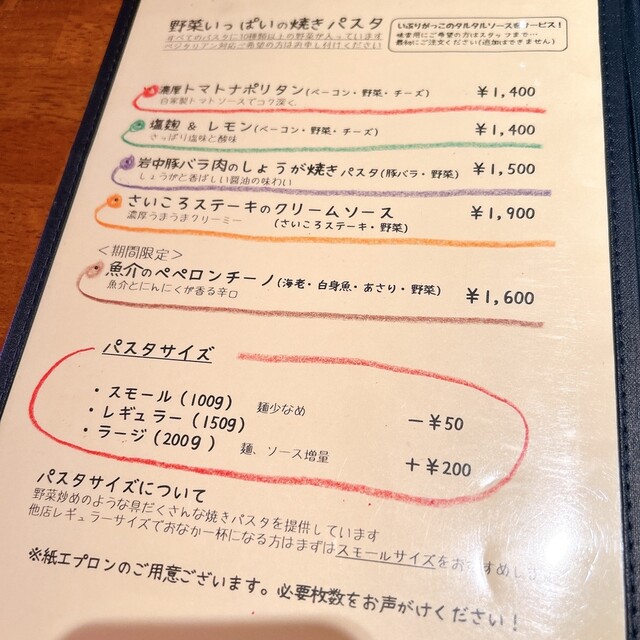 野菜いっぱいの焼きパスタ
すべてのパスタに10種類以上の野菜が入っています
ベジタリアン対応ご希望の方はお申し付けください
いぶりがっこのタルタルソースをサービス！
味変用にご希望の方はスタッフまで…
最初にご注文ください（追加はできません）
濃厚トマトナポリタン（ベーコン・野菜・チーズ） ￥1,400
自家製トマトソースでコク深く
塩麹 & レモン（ベーコン・野菜・チーズ） ￥1,400
さっぱり塩味と酸味
岩中豚バラ肉のしょうが焼きパスタ（豚バラ・野菜） ￥1,500
しょうがと香ばしい醤油の味わい
さいころステーキのクリームソース ￥1,900
濃厚うまうまクリーミー （さいころステーキ・野菜）
＜期間限定＞
魚介のペペロンチーノ（海老・白身魚・あさり・野菜） ￥1,600
魚介とにんにくが香る辛口
パスタサイズ
・スモール（100g） 麺少なめ －￥50
・レギュラー（150g）
・ラージ（200g） 麺、ソース増量 ＋￥200
パスタサイズについて
野菜炒めのような具だくさんな焼きパスタを提供しています
他店レギュラーサイズでおなか一杯になる方はまずはスモールサイズをおすすめします
※紙エプロンのご用意ございます。必要枚数をお声がけください！